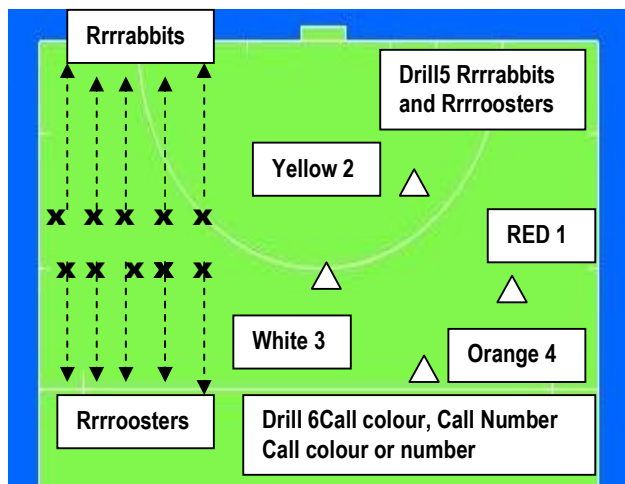 Rrrrabbits
Drill5 Rrrrabbits
and Rrrroosters
Yellow 2
RED 1
White 3
Orange 4
Rrrroosters
Drill 6Call colour, Call Number
Call colour or number
X X X X X
X X X X X